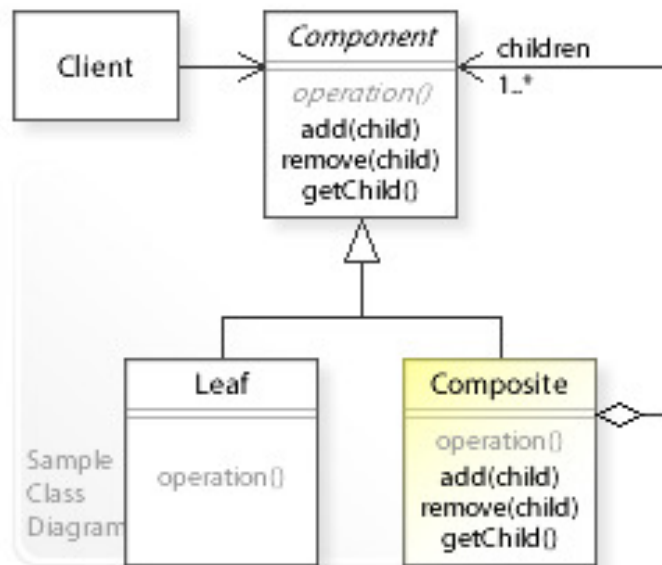 Client
Component
operation()
add(child)
remove(child)
getChild()
children
1..*
Leaf
operation()
Composite
operation()
add(child)
remove(child)
getChild()
Sample
Class
Diagram